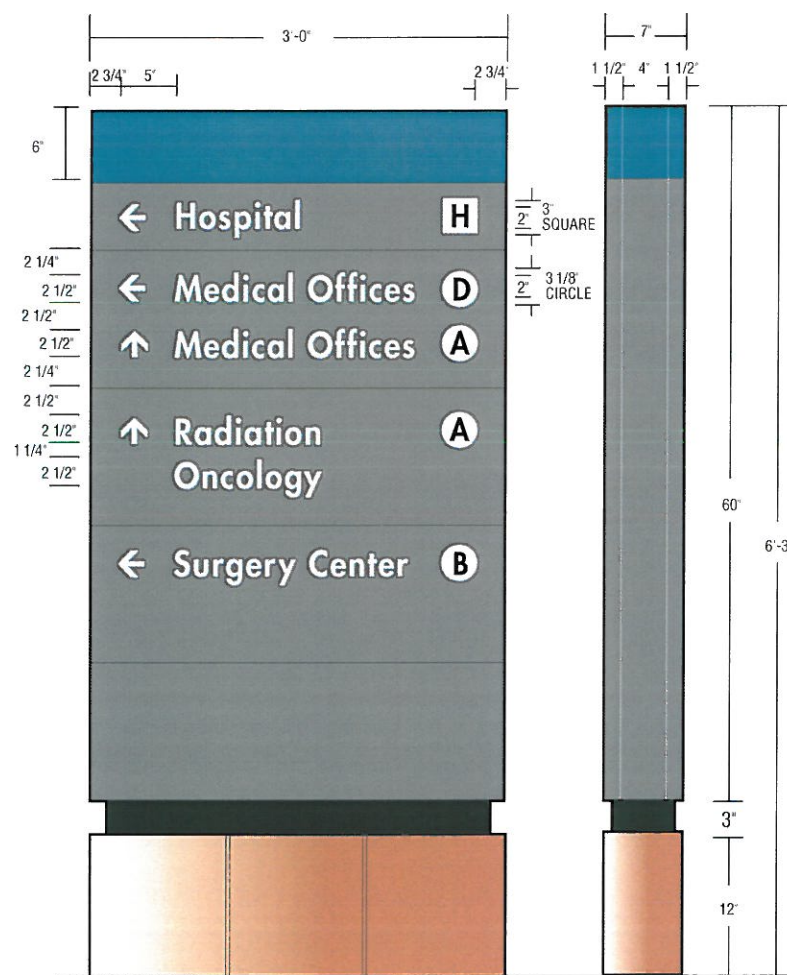 3'-0"
7"
2 3/4" 5" 2 3/4"
1 1/2" 4" 1 1/2"
6"
← Hospital H
2" 3" SQUARE
2 1/4"
← Medical Offices D
2 1/2"
2" 3 1/8" CIRCLE
2 1/2"
↑ Medical Offices A
2 1/2"
2 1/4"
2 1/2"
↑ Radiation A
2 1/2"
1 1/4"
Oncology
2 1/2"
60"
6'-3
← Surgery Center B
3"
12"